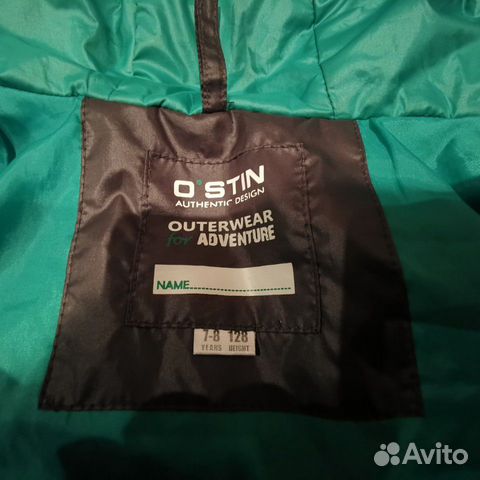 O'STIN
AUTHENTIC DESIGN
OUTERWEAR
for ADVENTURE
NAME
7-8 128
YEARS HEIGHT
Avito